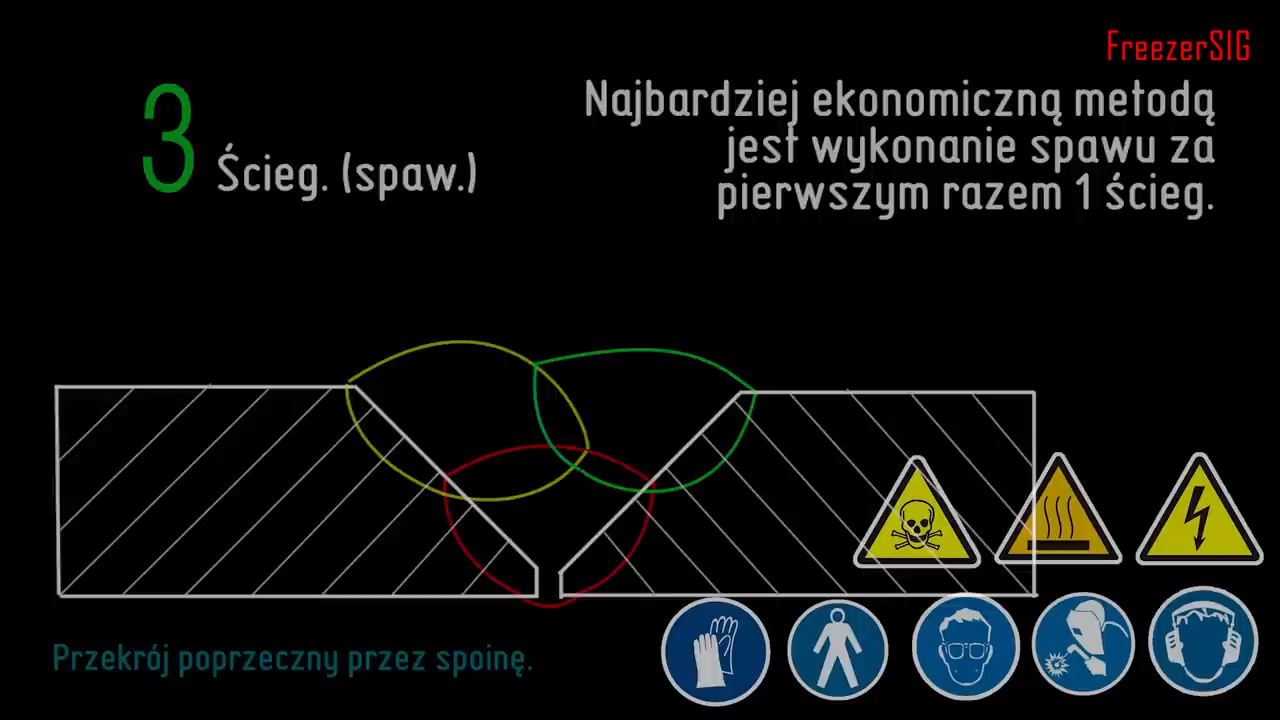 FreezerSIG
3 Ścieg. (spaw.)
Najbardziej ekonomiczną metodą
jest wykonanie spawu za
pierwszym razem 1 ścieg.
Przekrój poprzeczny przez spoinę.